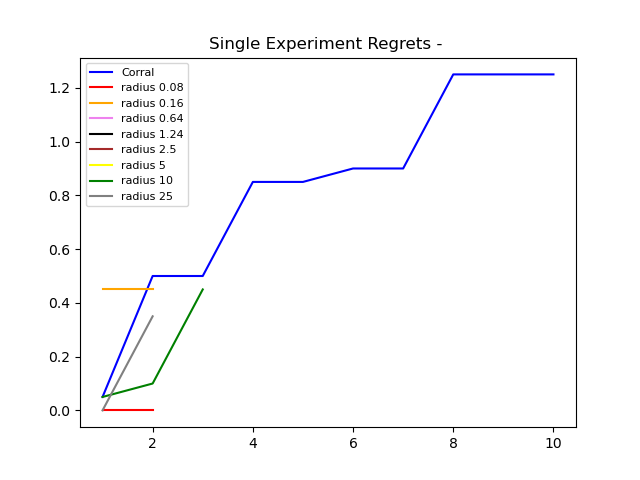 Single Experiment Regrets -
Corral
radius 0.08
radius 0.16
radius 0.64
radius 1.24
radius 2.5
radius 5
radius 10
radius 25
1.2
1.0
0.8
0.6
0.4
0.2
0.0
2 4 6 8 10